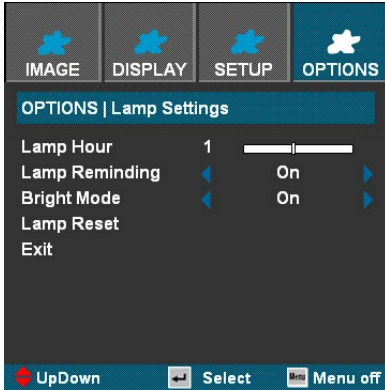 IMAGE DISPLAY SETUP OPTIONS
OPTIONS | Lamp Settings
Lamp Hour 1
Lamp Reminding On
Bright Mode On
Lamp Reset
Exit
UpDown Select Menu Menu off